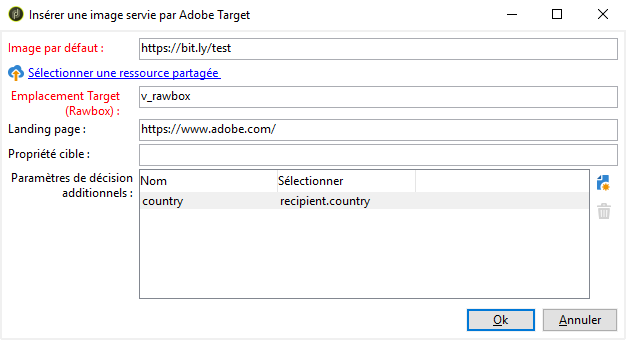 Insérer une image servie par Adobe Target
Image par défaut : https://bit.ly/test
Sélectionner une ressource partagée
Emplacement Target (Rawbox) : v_rawbox
Landing page : https://www.adobe.com/
Propriété cible :
Paramètres de décision additionnels :
Nom Sélectionner
country recipient.country
Ok Annuler